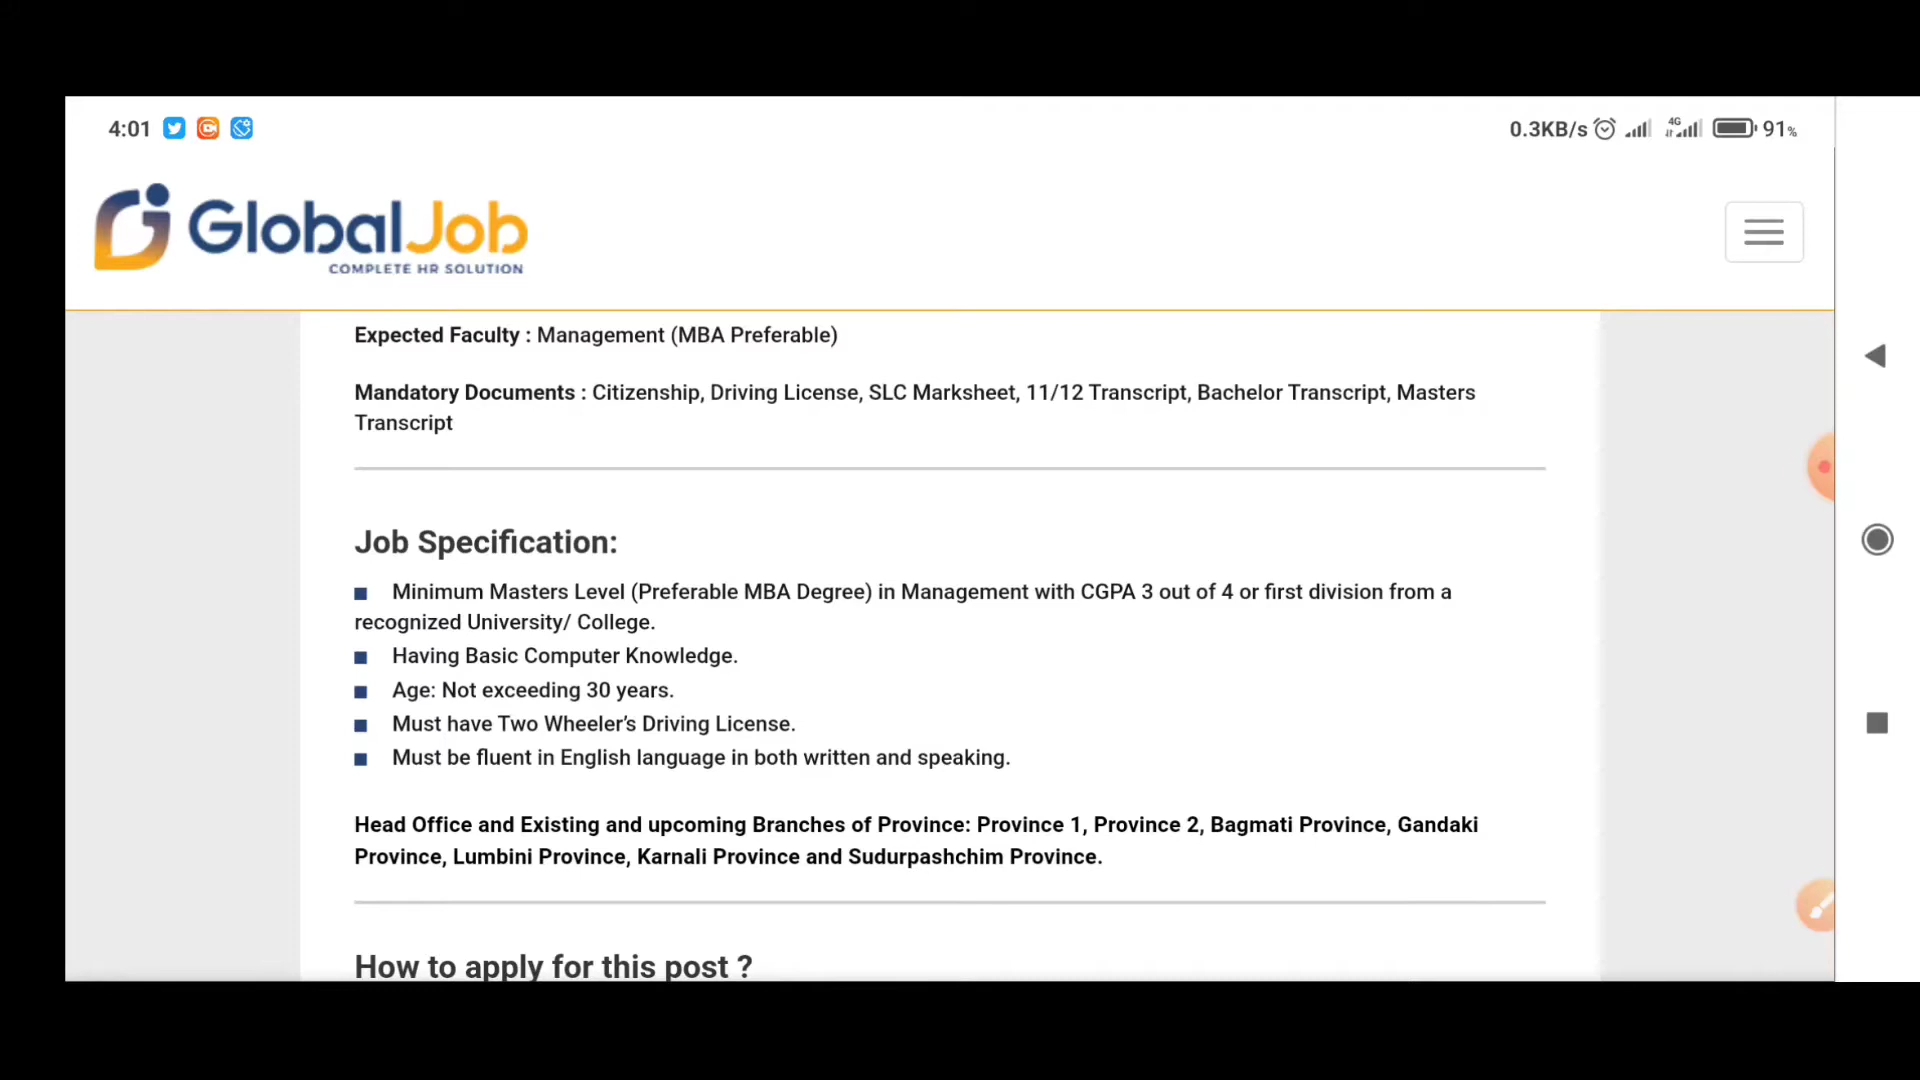 4:01
0.3KB/s 4G 91%
GlobalJob
COMPLETE HR SOLUTION
Expected Faculty : Management (MBA Preferable)
Mandatory Documents : Citizenship, Driving License, SLC Marksheet, 11/12 Transcript, Bachelor Transcript, Masters
Transcript
Job Specification:
Minimum Masters Level (Preferable MBA Degree) in Management with CGPA 3 out of 4 or first division from a
recognized University/ College.
Having Basic Computer Knowledge.
Age: Not exceeding 30 years.
Must have Two Wheeler’s Driving License.
Must be fluent in English language in both written and speaking.
Head Office and Existing and upcoming Branches of Province: Province 1, Province 2, Bagmati Province, Gandaki
Province, Lumbini Province, Karnali Province and Sudurpashchim Province.
How to apply for this post ?